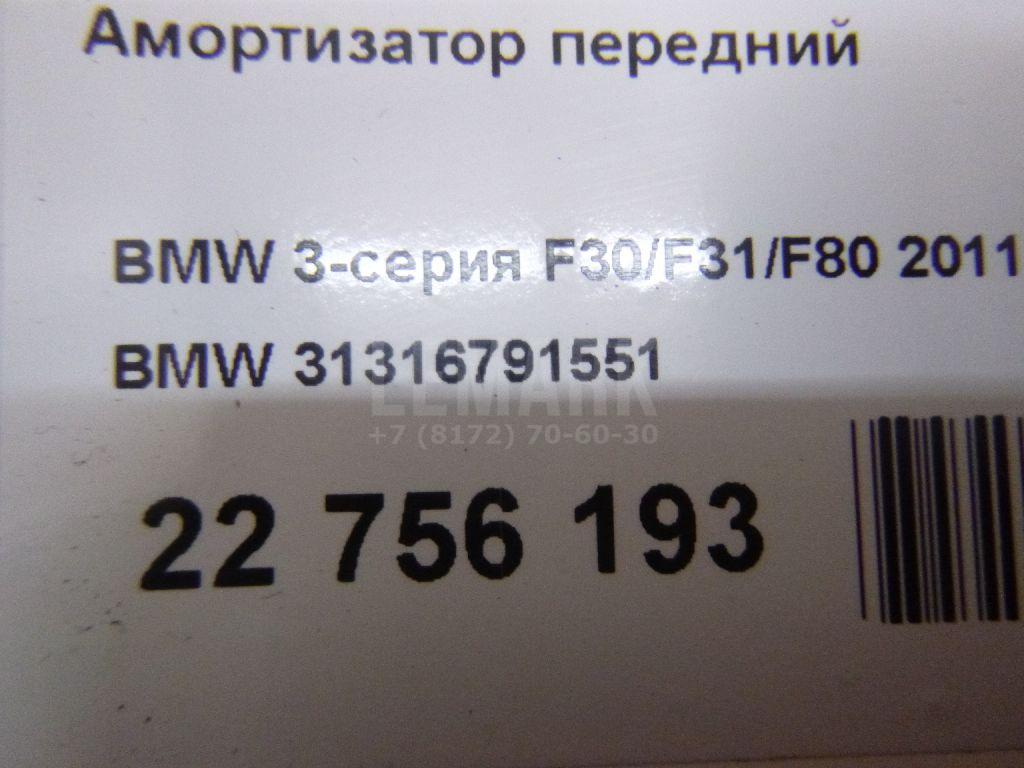 Амортизатор передний
BMW 3-серия F30/F31/F80 2011
BMW 31316791551
+7 (8172) 70-60-30
22 756 193